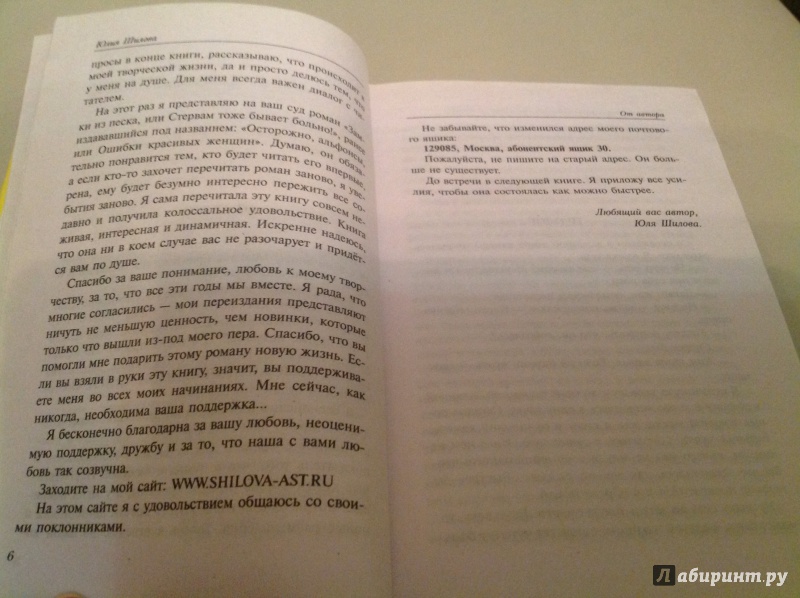 Юлия Шилова
просы в конце книги, рассказываю, что происходит в
моей творческой жизни, да и просто делюсь тем, что
у меня на душе. Для меня всегда важен диалог с чи-
тателем.
На этот раз я представляю на ваш суд роман «Зам-
ки из песка, или Стервам тоже бывает больно!», ранее
издававшийся под названием: «Осторожно, альфонсы,
или Ошибки красивых женщин». Думаю, он обяза-
тельно понравится тем, кто будет читать его впервые,
а если кто-то захочет перечитать роман заново, я уве-
рена, ему будет безумно интересно пережить все со-
бытия заново. Я сама перечитала эту книгу совсем не-
давно и получила колоссальное удовольствие. Книга
живая, интересная и динамичная. Искренне надеюсь,
что она ни в коем случае вас не разочарует и придёт-
ся вам по душе.
Спасибо за ваше понимание, любовь к моему твор-
честву, за то, что все эти годы мы вместе. Я рада, что
многие согласились — мои переиздания представляют
ничуть не меньшую ценность, чем новинки, которые
только что вышли из-под моего пера. Спасибо, что вы
помогли мне подарить этому роману новую жизнь. Ес-
ли вы взяли в руки эту книгу, значит, вы поддержива-
ете меня во всех моих начинаниях. Мне сейчас, как
никогда, необходима ваша поддержка...
Я бесконечно благодарна за вашу любовь, неоцени-
мую поддержку, дружбу и за то, что наша с вами лю-
бовь так созвучна.
Заходите на мой сайт: WWW.SHILOVA-AST.RU
На этом сайте я с удовольствием общаюсь со свои-
ми поклонниками.
6
От автора
Не забывайте, что изменился адрес моего почтово-
го ящика:
129085, Москва, абонентский ящик 30.
Пожалуйста, не пишите на старый адрес. Он боль-
ше не существует.
До встречи в следующей книге. Я приложу все уси-
лия, чтобы она состоялась как можно быстрее.
Любящий вас автор,
Юля Шилова.
Лабиринт.ру